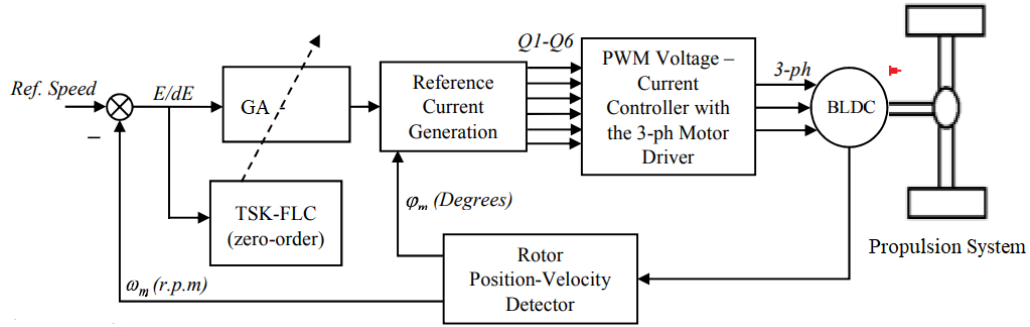 Q1-Q6
Ref. Speed
E/dE
GA
Reference
Current
Generation
PWM Voltage –
Current
Controller with
the 3-ph Motor
Driver
3-ph
BLDC
–
TSK-FLC
(zero-order)
φm (Degrees)
Propulsion System
Rotor
Position-Velocity
Detector
ωm (r.p.m)